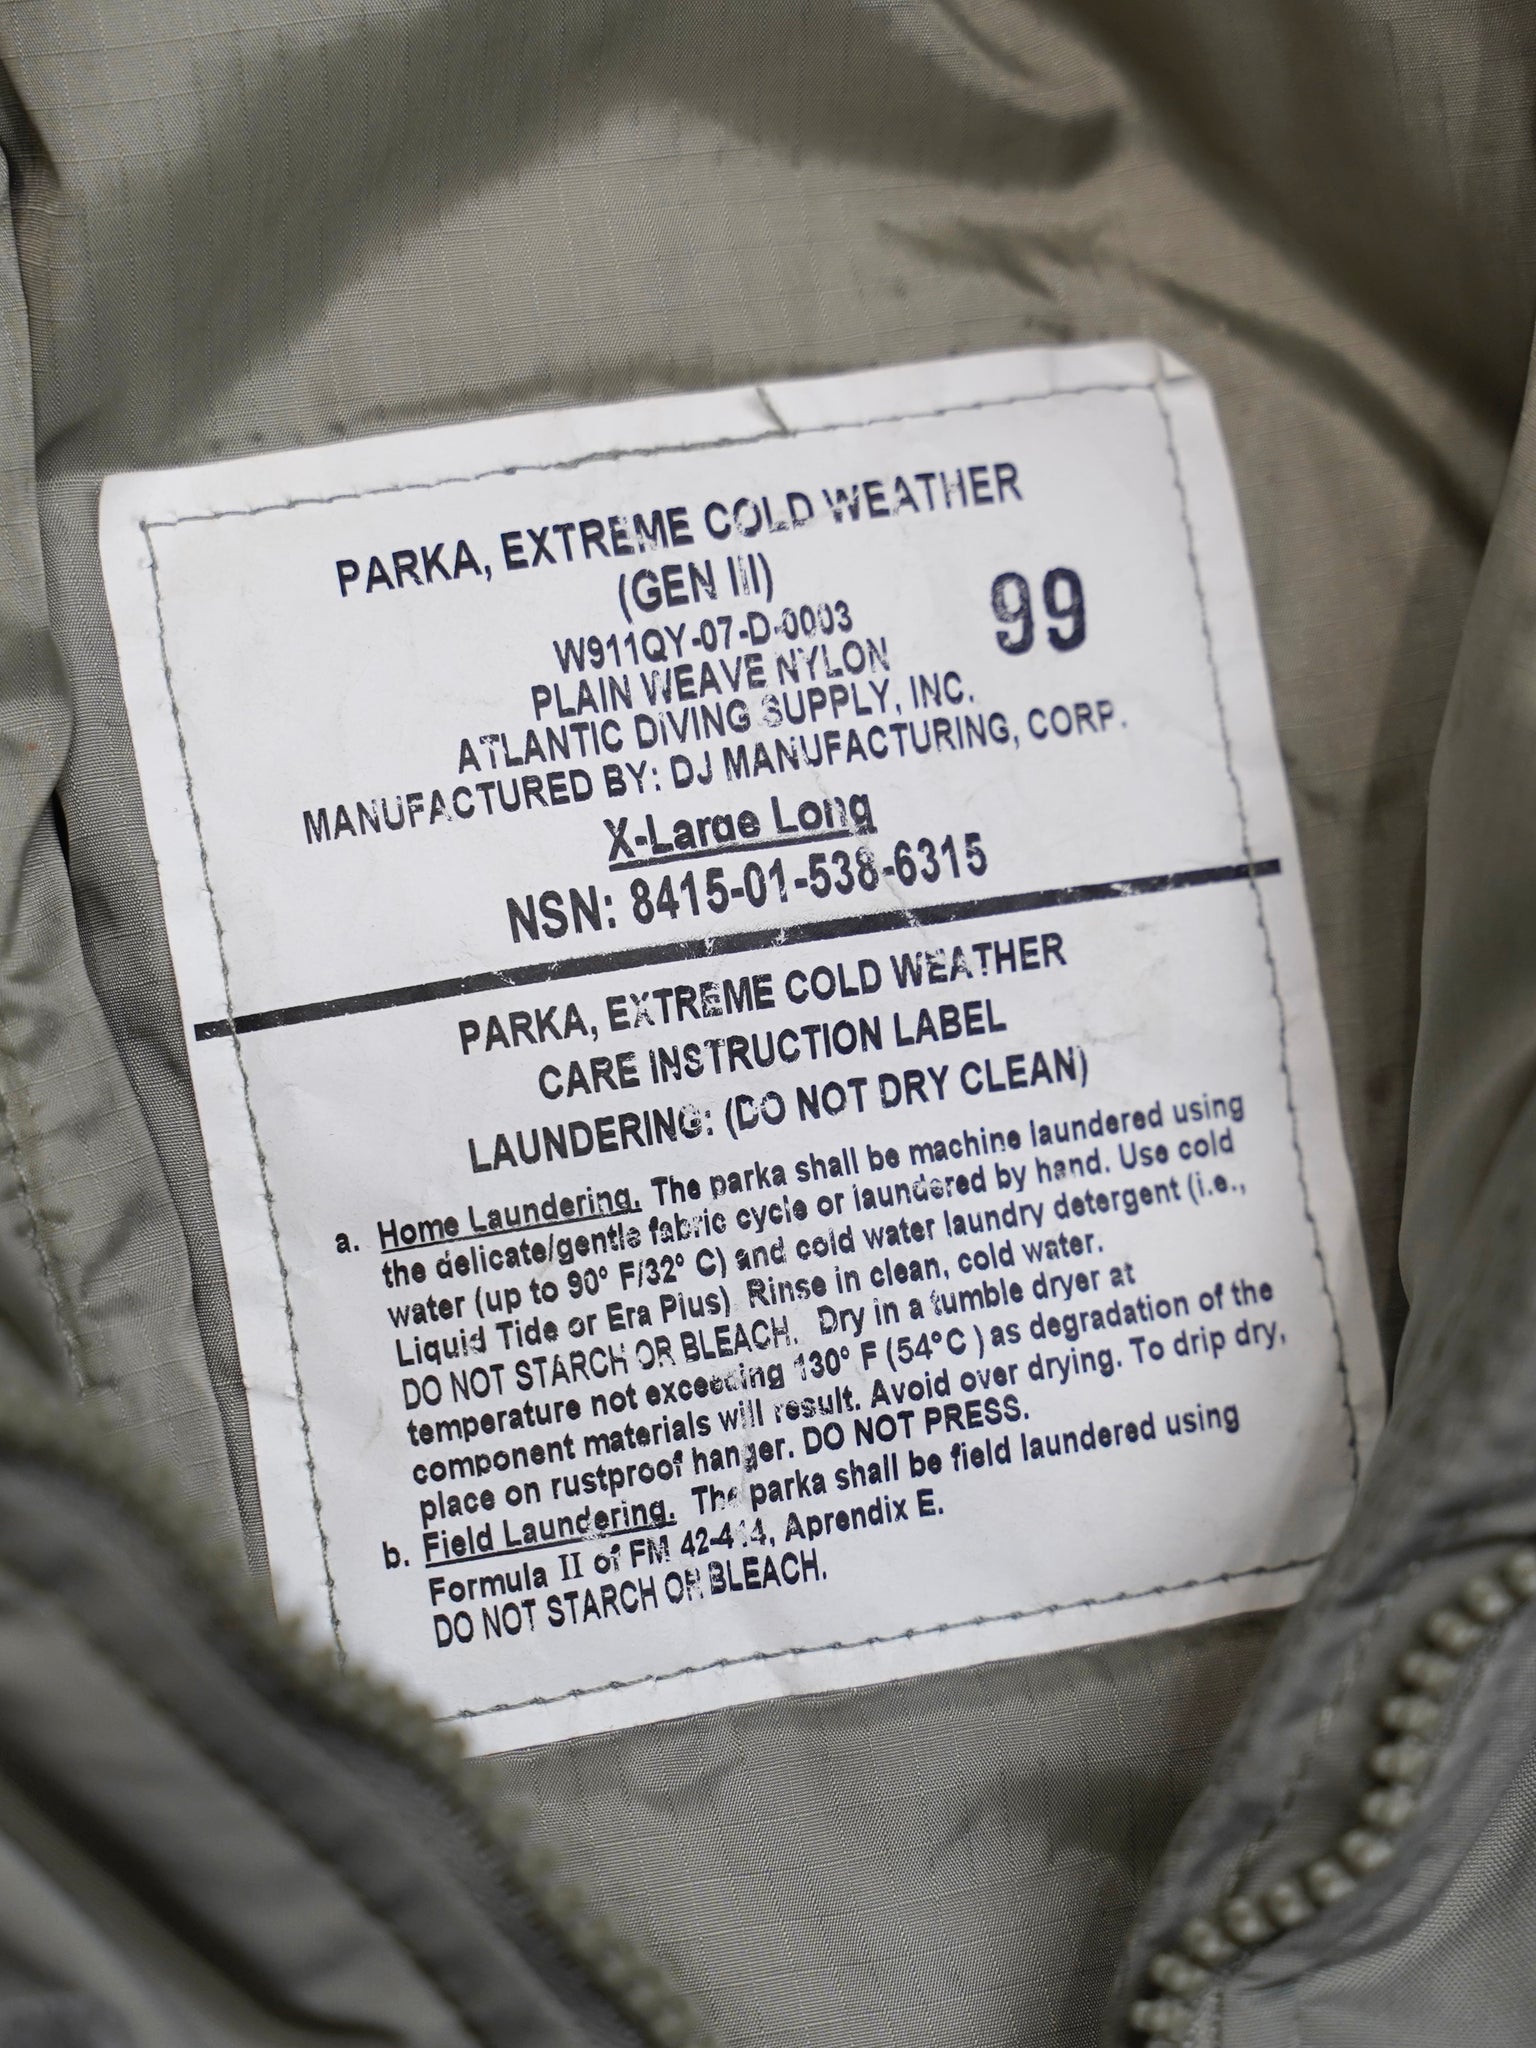 PARKA, EXTREME COLD WEATHER
(GEN III)
99
W911QY-07-D-0003
PLAIN WEAVE NYLON
ATLANTIC DIVING SUPPLY, INC.
MANUFACTURED BY: DJ MANUFACTURING, CORP.
X-Large Long
NSN: 8415-01-538-6315
PARKA, EXTREME COLD WEATHER
CARE INSTRUCTION LABEL
LAUNDERING: (DO NOT DRY CLEAN)
a. Home Laundering. The parka shall be machine laundered using
the delicate/gentle fabric cycle or laundered by hand. Use cold
water (up to 90° F/32° C) and cold water laundry detergent (i.e.,
Liquid Tide or Era Plus) Rinse in clean, cold water.
DO NOT STARCH OR BLEACH. Dry in a tumble dryer at
temperature not exceeding 130° F (54°C ) as degradation of the
component materials will result. Avoid over drying. To drip dry,
place on rustproof hanger. DO NOT PRESS.
b. Field Laundering. The parka shall be field laundered using
Formula II of FM 42-414, Aprendix E.
DO NOT STARCH OR BLEACH.